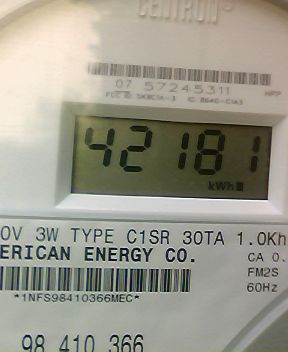 CENTRON
07 57245311
HPP
42181
kWh
0V 3W TYPE C1SR 30TA 1.0Kh
ERICAN ENERGY CO.
CA 0.
FM2S
60Hz
*1NFS98410366MEC*
98 410 366